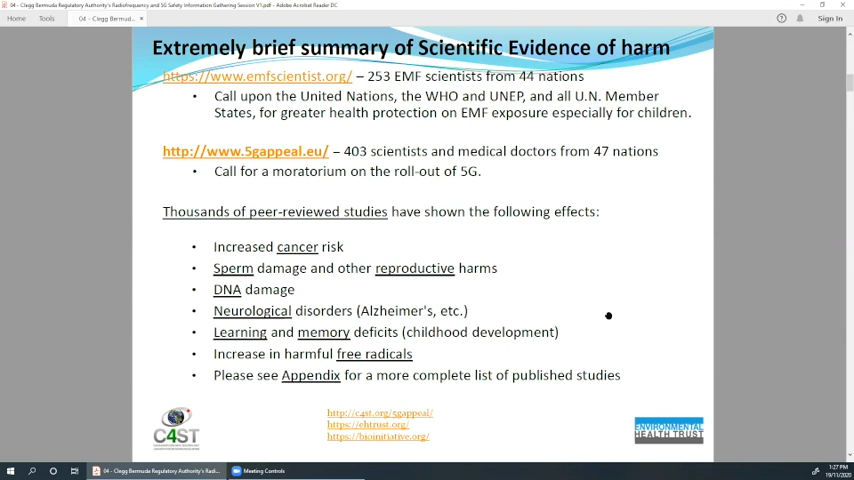 04 - Clegg Bermuda Regulatory Authority's Radiofrequency and 5G Safety Information Gathering Session V1.pdf - Adobe Acrobat Reader DC
Home Tools 04 - Clegg Bermud... × Sign In
Extremely brief summary of Scientific Evidence of harm
https://www.emfscientist.org/ – 253 EMF scientists from 44 nations
• Call upon the United Nations, the WHO and UNEP, and all U.N. Member
States, for greater health protection on EMF exposure especially for children.
http://www.5gappeal.eu/ – 403 scientists and medical doctors from 47 nations
• Call for a moratorium on the roll-out of 5G.
Thousands of peer-reviewed studies have shown the following effects:
• Increased cancer risk
• Sperm damage and other reproductive harms
• DNA damage
• Neurological disorders (Alzheimer's, etc.)
• Learning and memory deficits (childhood development)
• Increase in harmful free radicals
• Please see Appendix for a more complete list of published studies
http://c4st.org/5gappeal/
https://ehtrust.org/
https://bioinitiative.org/
C4ST
ENVIRONMENTAL
HEALTH TRUST
04 - Clegg Bermuda Regulatory Authority's Radi... Meeting Controls
1:27 PM
19/11/2020